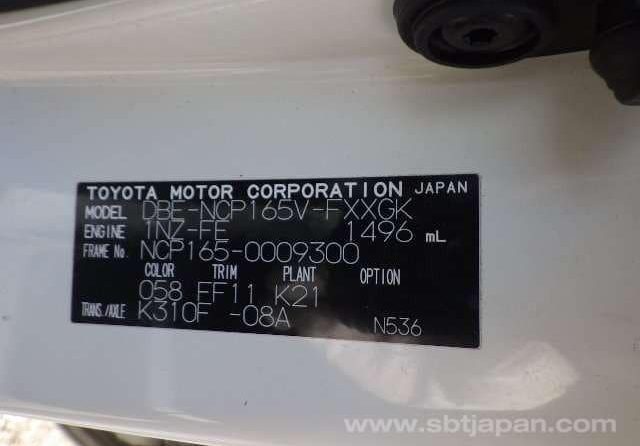 TOYOTA MOTOR CORPORATION JAPAN
MODEL DBE-NCP165V-FXXGK
ENGINE 1NZ-FE 1496 mL
FRAME No. NCP165-0009300
COLOR TRIM PLANT OPTION
058 FF11 K21
TRANS./AXLE K310F -08A
N536
www.sbtjapan.com